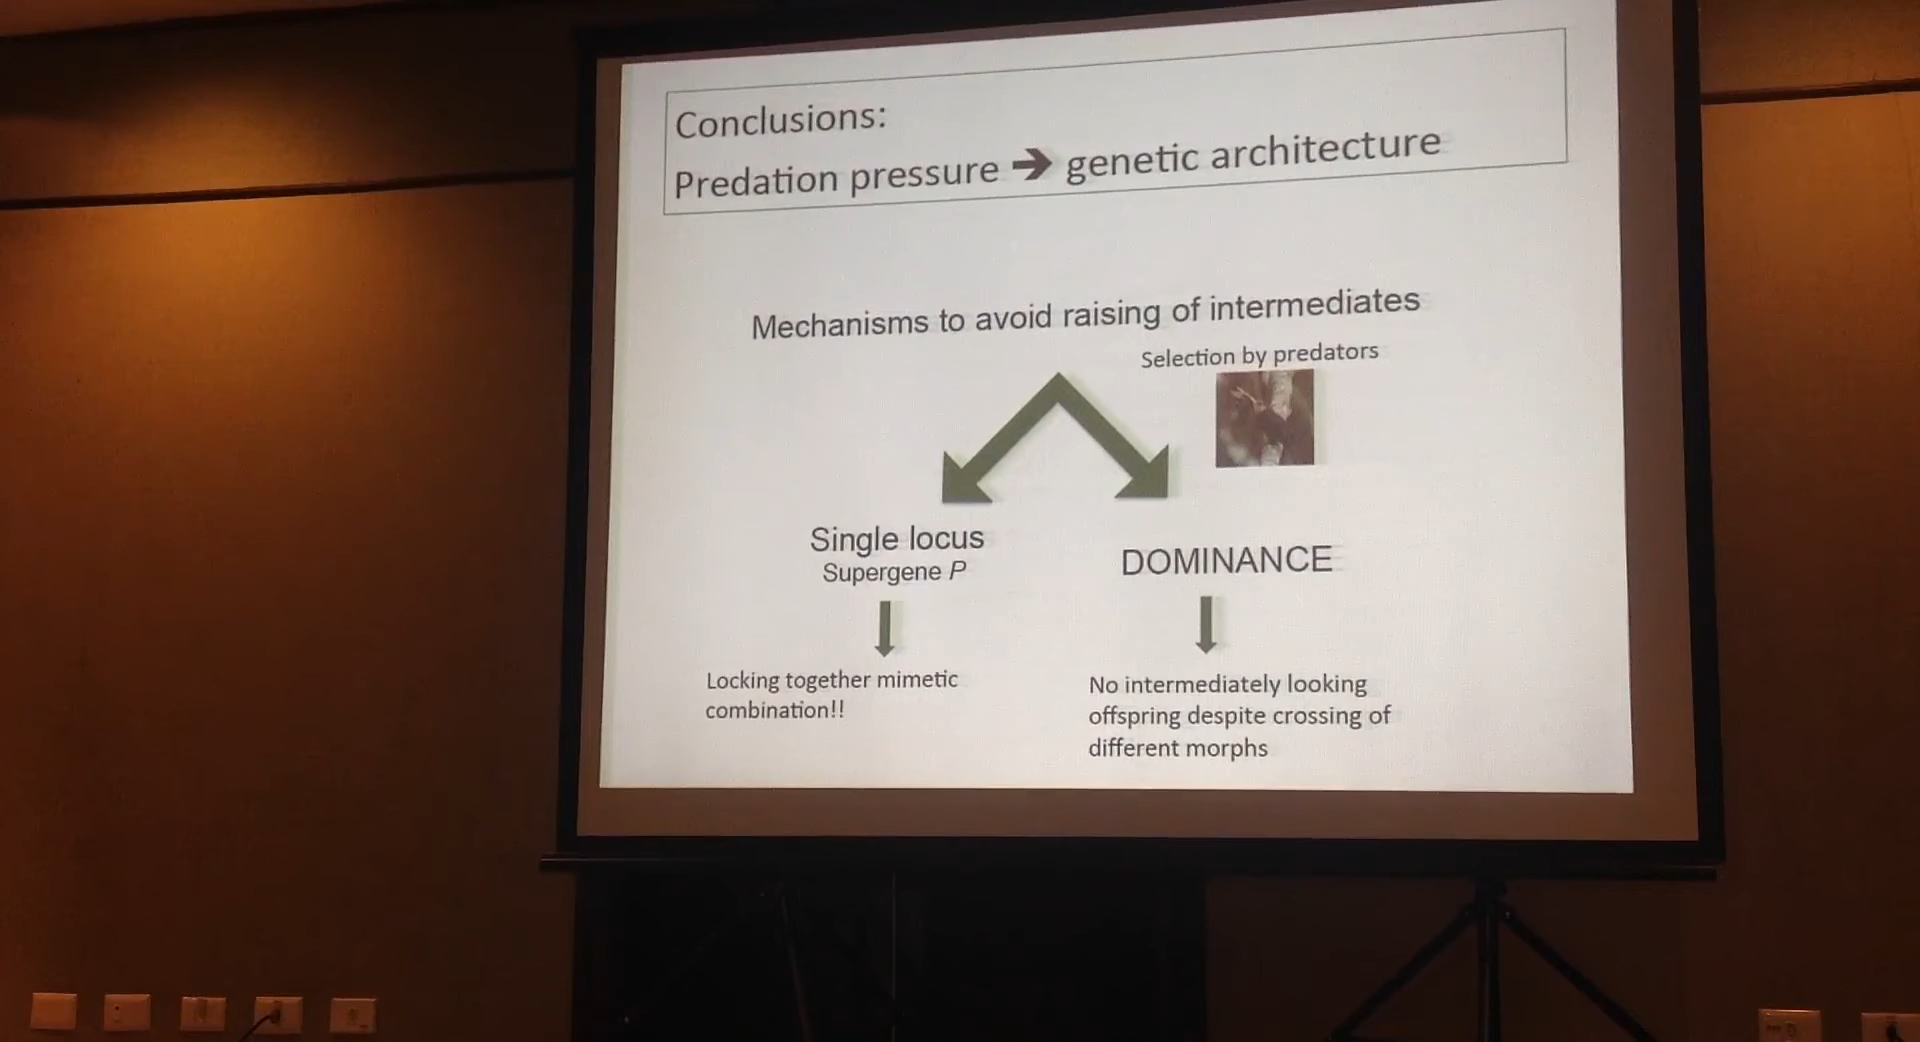 Conclusions:
Predation pressure ➔ genetic architecture
Mechanisms to avoid raising of intermediates
Selection by predators
Single locus
Supergene P
DOMINANCE
Locking together mimetic
combination!!
No intermediately looking
offspring despite crossing of
different morphs